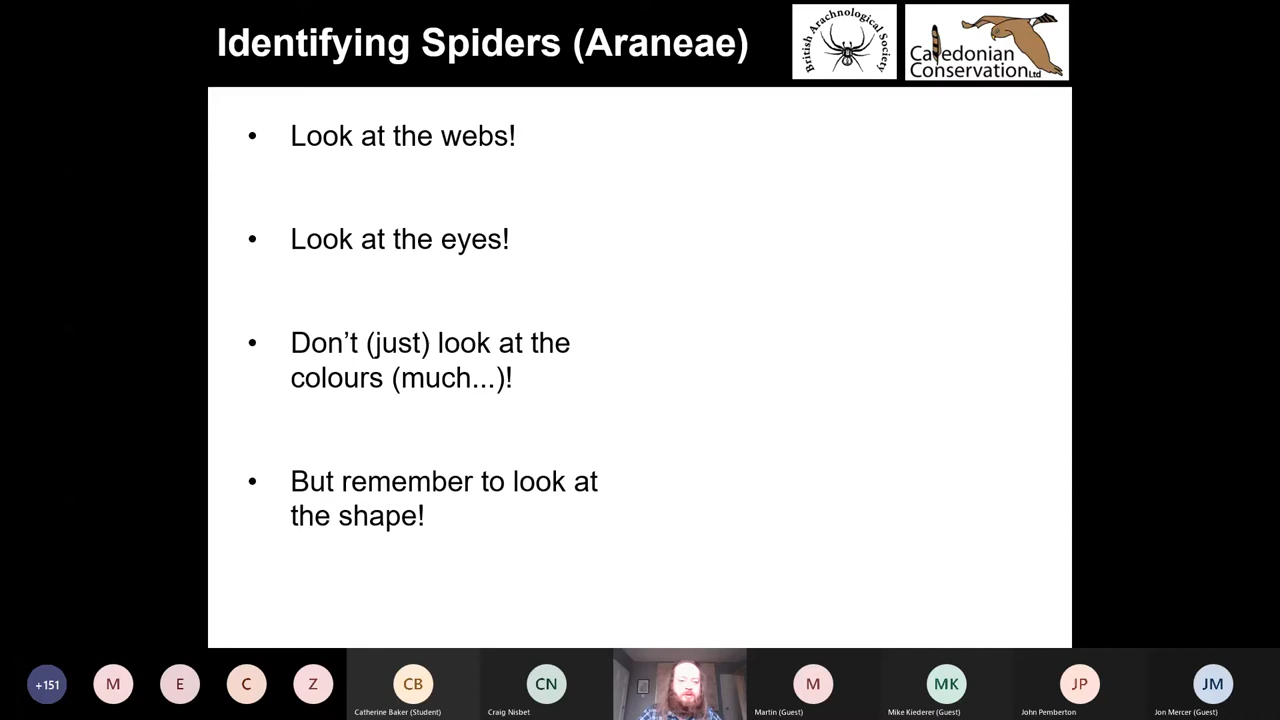 Identifying Spiders (Araneae)
British Arachnological Society
Caledonian
Conservation Ltd
• Look at the webs!
• Look at the eyes!
• Don't (just) look at the
colours (much...)!
• But remember to look at
the shape!
+151
M
E
C
Z
CB
CN
M
MK
JP
JM
Catherine Baker (Student)
Craig Nisbet
Martin (Guest)
Mike Kiederer (Guest)
John Pemberton
Jon Mercer (Guest)